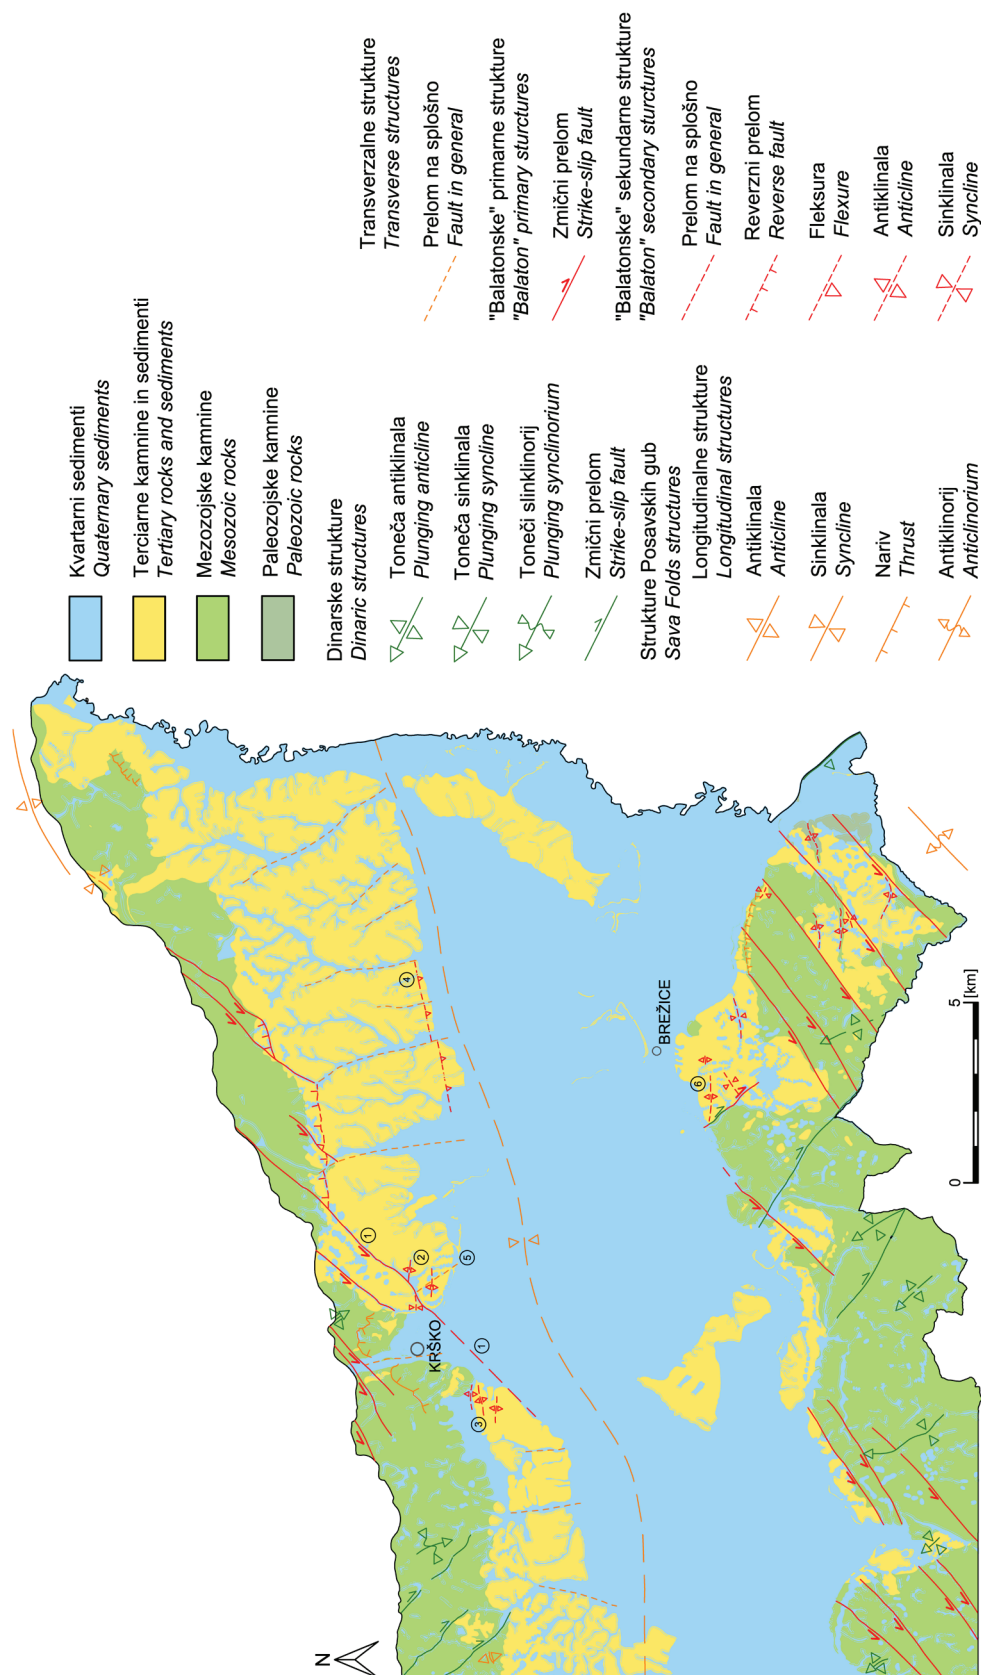 N
KRŠKO
BREŽICE
1
1
2
3
4
5
6
0
5
[km]
Kvartarni sedimenti
Quaternary sediments
Terciarne kamnine in sedimenti
Tertiary rocks and sediments
Mezozojske kamnine
Mesozoic rocks
Paleozojske kamnine
Paleozoic rocks
Dinarske strukture
Dinaric structures
Toneča antiklinala
Plunging anticline
Toneča sinklinala
Plunging syncline
Toneči slinklinorij
Plunging synclinorium
Zmični prelom
Strike-slip fault
Strukture Posavskih gub
Sava Folds structures
Longitudinalne strukture
Longitudinal structures
Antiklinala
Anticline
Sinklinala
Syncline
Nariv
Thrust
Antiklinorij
Anticlinorium
Transverzalne strukture
Transverse structures
Prelom na splošno
Fault in general
"Balatonske" primarne strukture
"Balaton" primary sturctures
Zmični prelom
Strike-slip fault
"Balatonske" sekundarne strukture
"Balaton" secondary sturctures
Prelom na splošno
Fault in general
Reverzni prelom
Reverse fault
Fleksura
Flexure
Antiklinala
Anticline
Sinklinala
Syncline